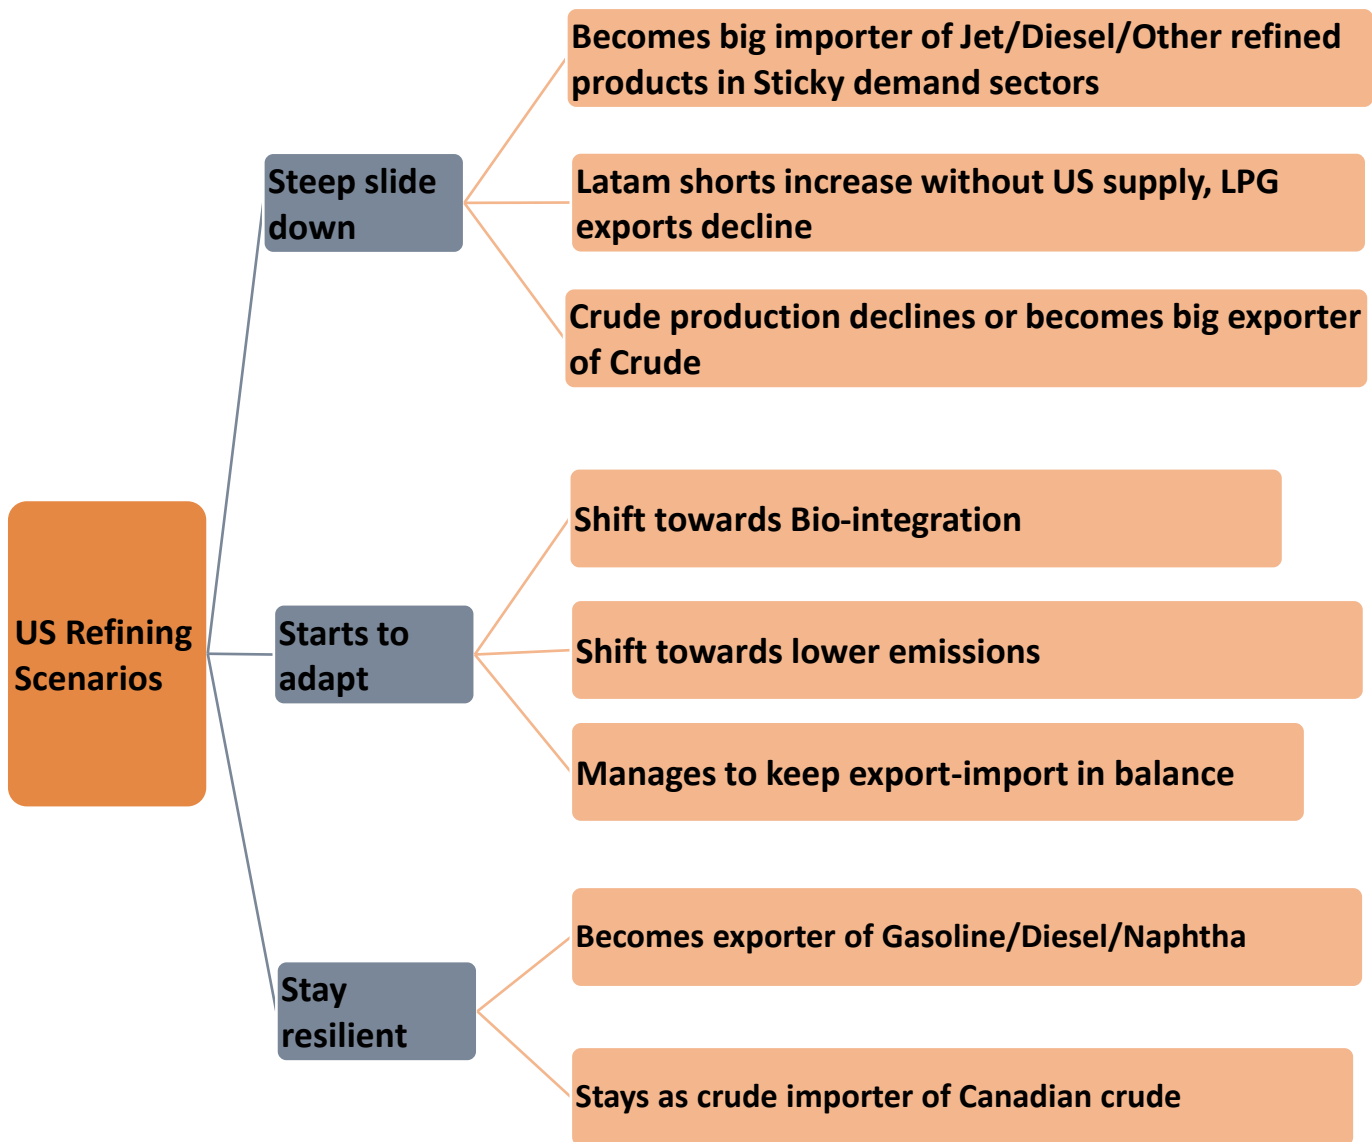 US Refining
Scenarios
Steep slide
down
Becomes big importer of Jet/Diesel/Other refined
products in Sticky demand sectors
Latam shorts increase without US supply, LPG
exports decline
Crude production declines or becomes big exporter
of Crude
Starts to
adapt
Shift towards Bio-integration
Shift towards lower emissions
Manages to keep export-import in balance
Stay
resilient
Becomes exporter of Gasoline/Diesel/Naphtha
Stays as crude importer of Canadian crude